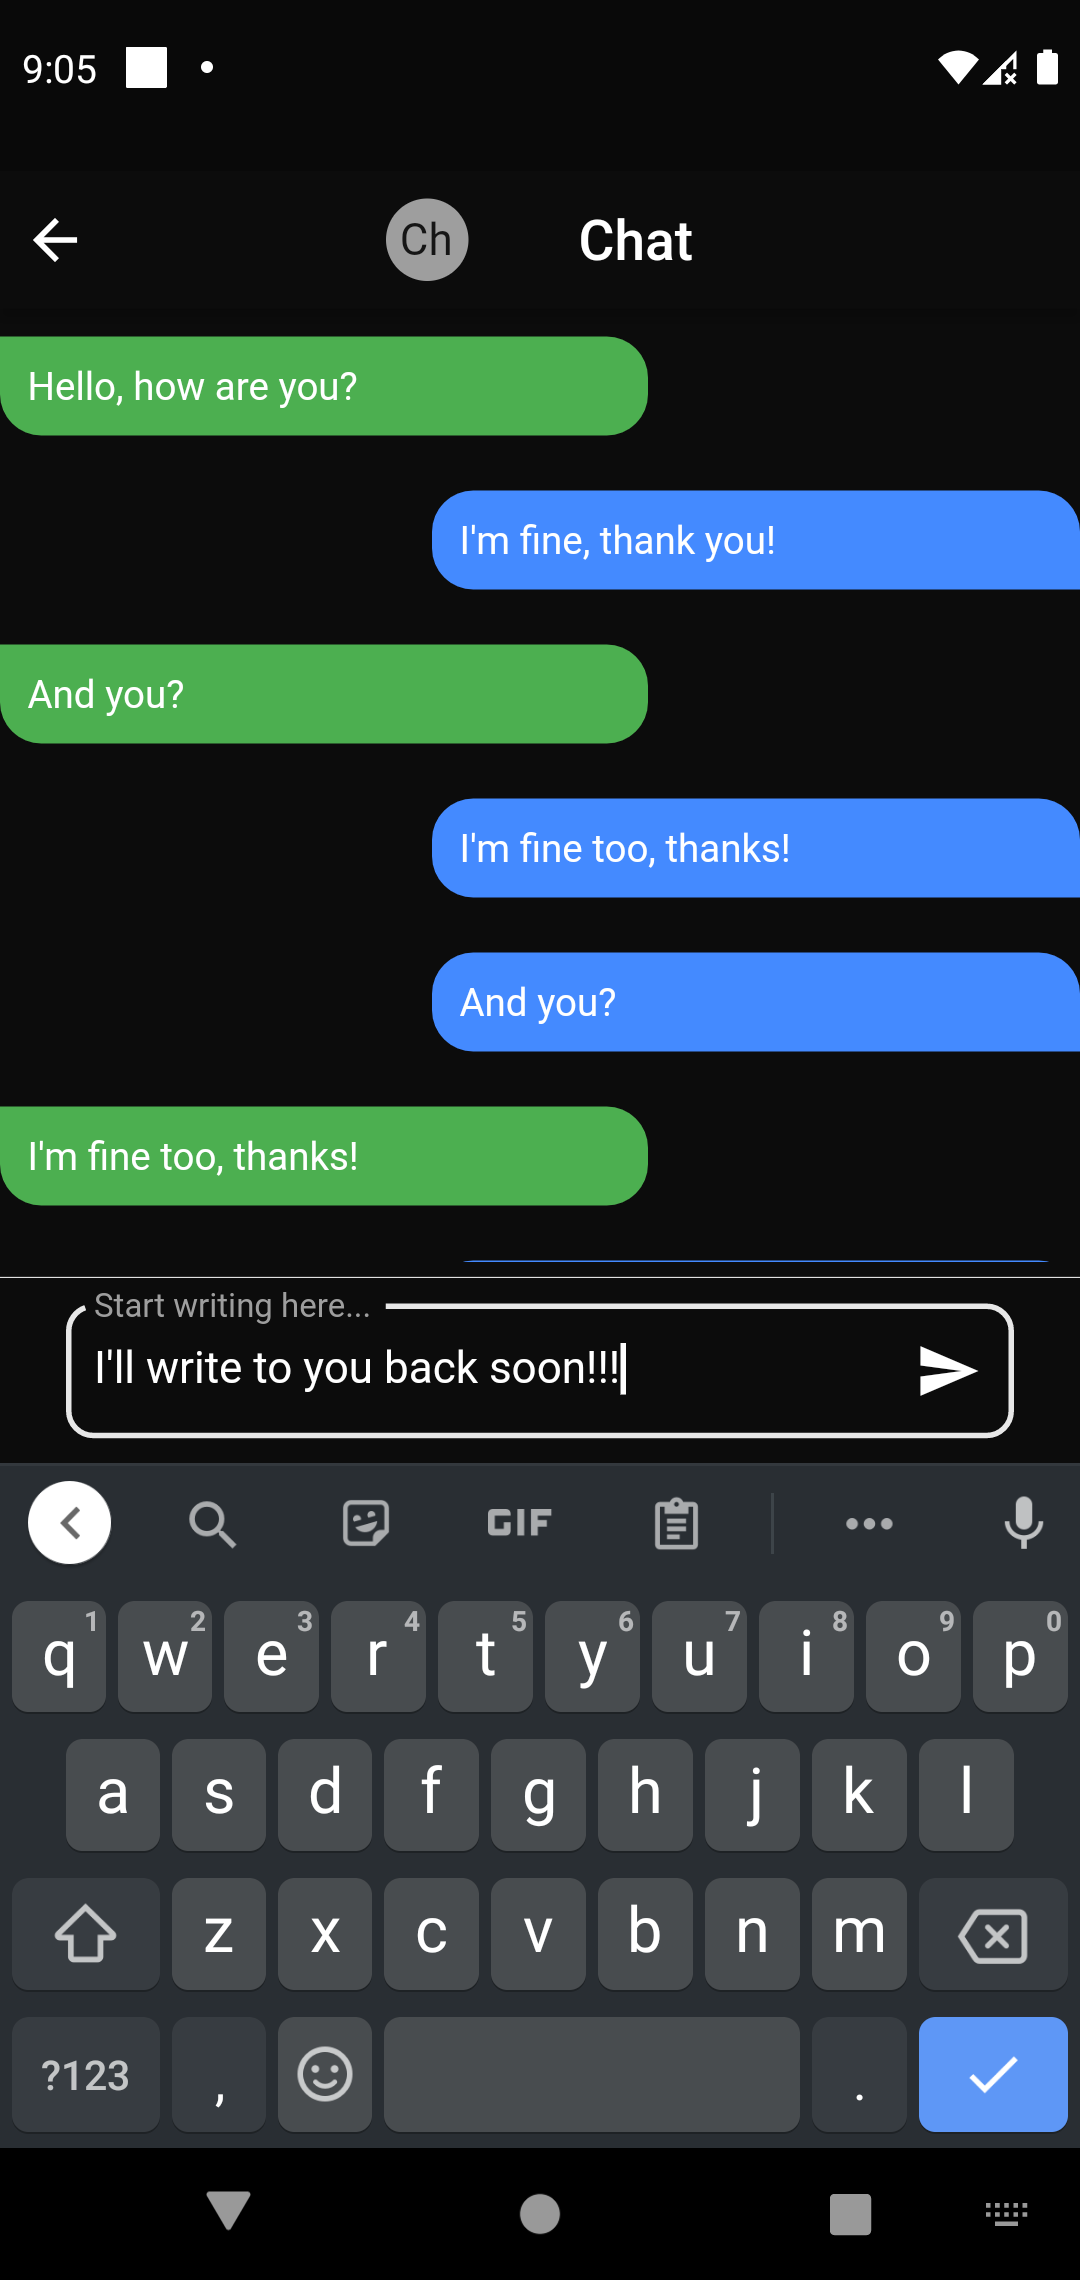 9:05
Ch
Chat
Hello, how are you?
I'm fine, thank you!
And you?
I'm fine too, thanks!
And you?
I'm fine too, thanks!
Start writing here...
I'll write to you back soon!!!
GIF
q 1 w 2 e 3 r 4 t 5 y 6 u 7 i 8 o 9 p 0
a s d f g h j k l
z x c v b n m
?123 , .